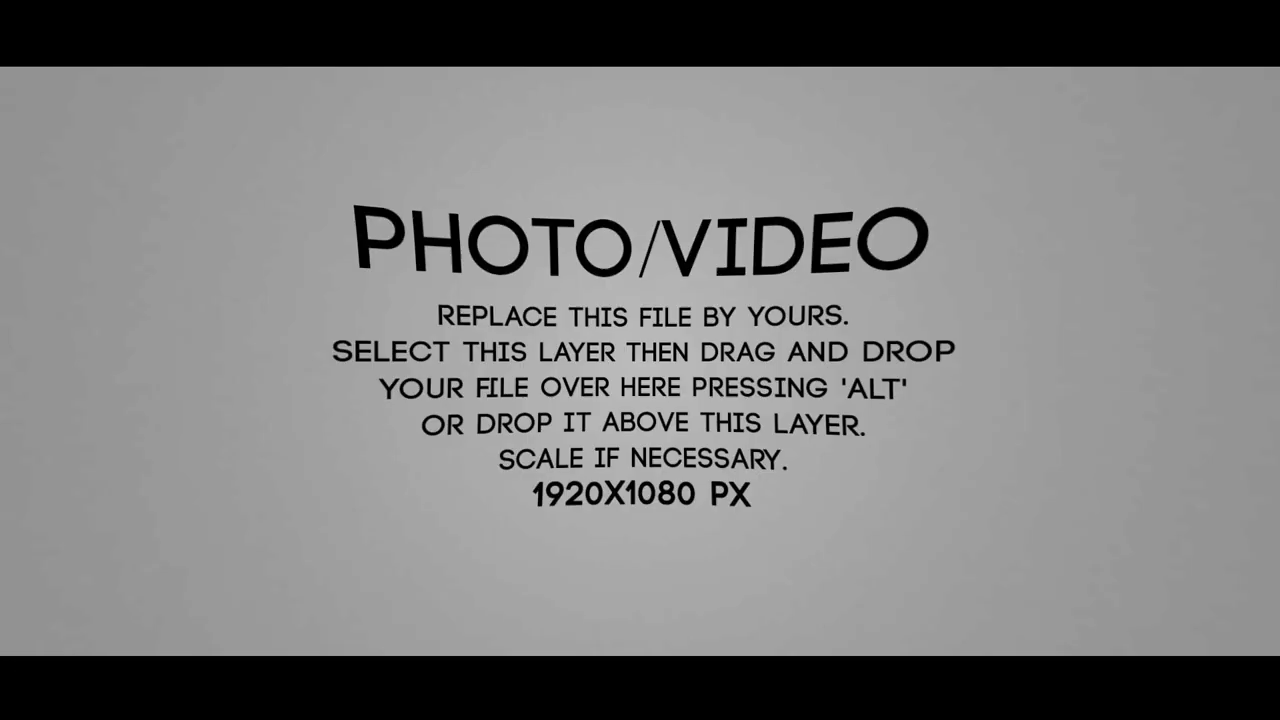 PHOTO/VIDEO
REPLACE THIS FILE BY YOURS.
SELECT THIS LAYER THEN DRAG AND DROP
YOUR FILE OVER HERE PRESSING 'ALT'
OR DROP IT ABOVE THIS LAYER.
SCALE IF NECESSARY.
1920X1080 PX